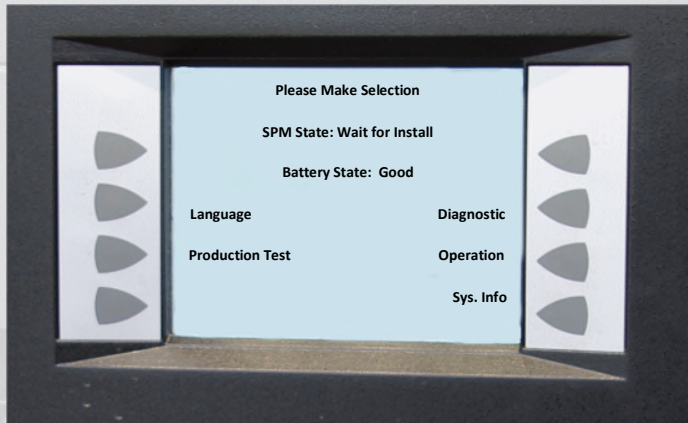 Please Make Selection
SPM State: Wait for Install
Battery State:  Good
Language Diagnostic
Production Test Operation
Sys. Info